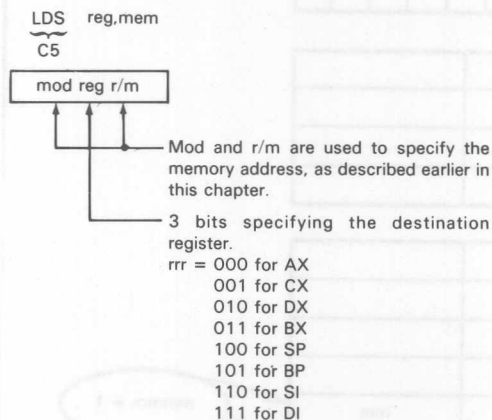 LDS reg,mem
C5
mod reg r/m
Mod and r/m are used to specify the
memory address, as described earlier in
this chapter.
3 bits specifying the destination
register.
rrr = 000 for AX
001 for CX
010 for DX
011 for BX
100 for SP
101 for BP
110 for SI
111 for DI